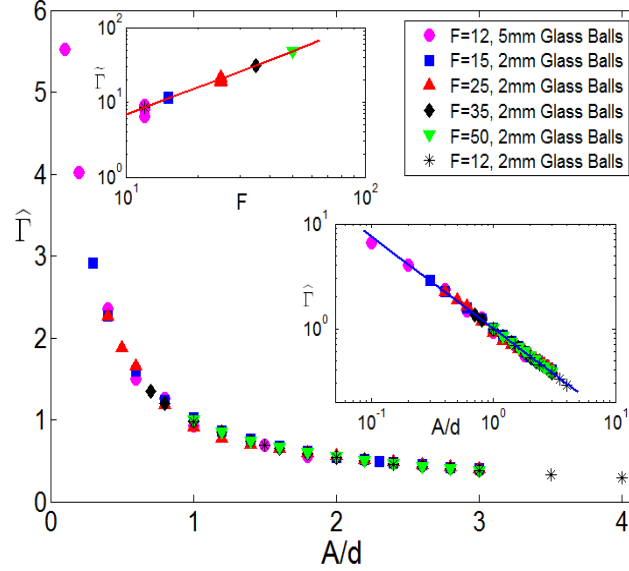 6
5
4
3
2
1
0
Γ̂
0
1
2
3
4
A/d
10²
10¹
10⁰
Γ̃
10¹
10²
F
F=12, 5mm Glass Balls
F=15, 2mm Glass Balls
F=25, 2mm Glass Balls
F=35, 2mm Glass Balls
F=50, 2mm Glass Balls
F=12, 2mm Glass Balls
10¹
10⁰
Γ̂
10⁻¹
10⁰
10¹
A/d